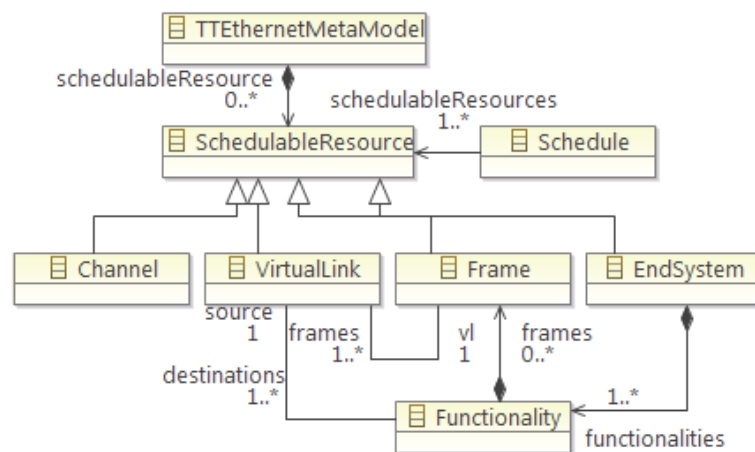 TTEthernetMetaModel
schedulableResource
0..*
schedulableResources
1..*
SchedulableResource
Schedule
Channel
VirtualLink
Frame
EndSystem
source
1
frames
1..*
vl
1
frames
0..*
destinations
1..*
1..*
Functionality
functionalities